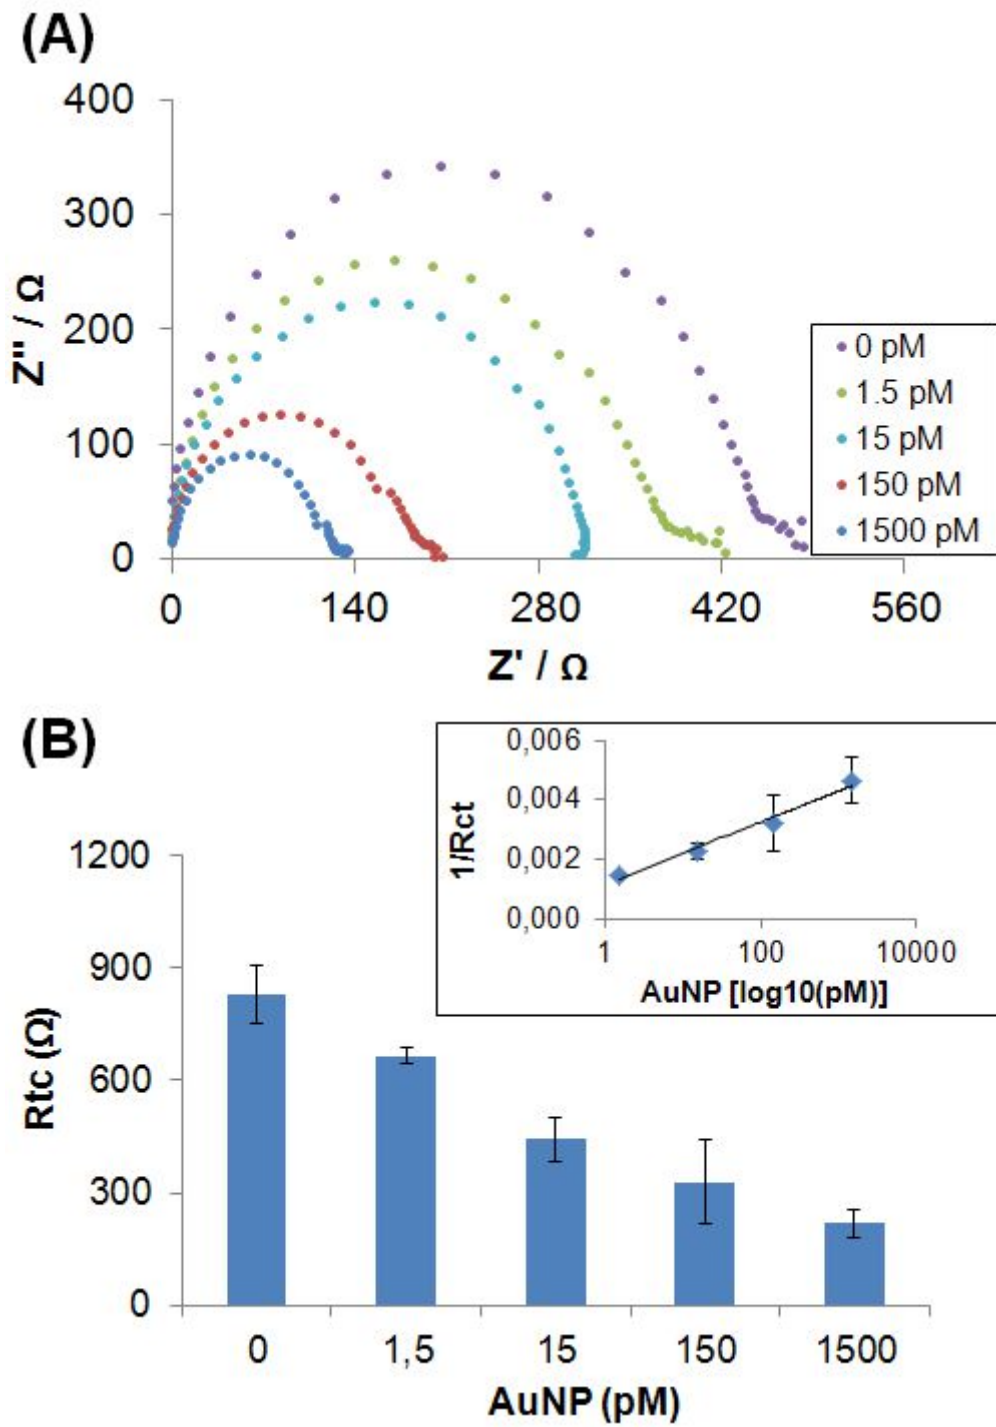 (A)
400
300
200
100
0
Z'' / Ω
0 140 280 420 560
Z' / Ω
0 pM
1.5 pM
15 pM
150 pM
1500 pM
(B)
1200
900
600
300
0
Rtc (Ω)
0 1,5 15 150 1500
AuNP (pM)
0,006
0,004
0,002
0,000
1/Rct
1 100 10000
AuNP [log10(pM)]